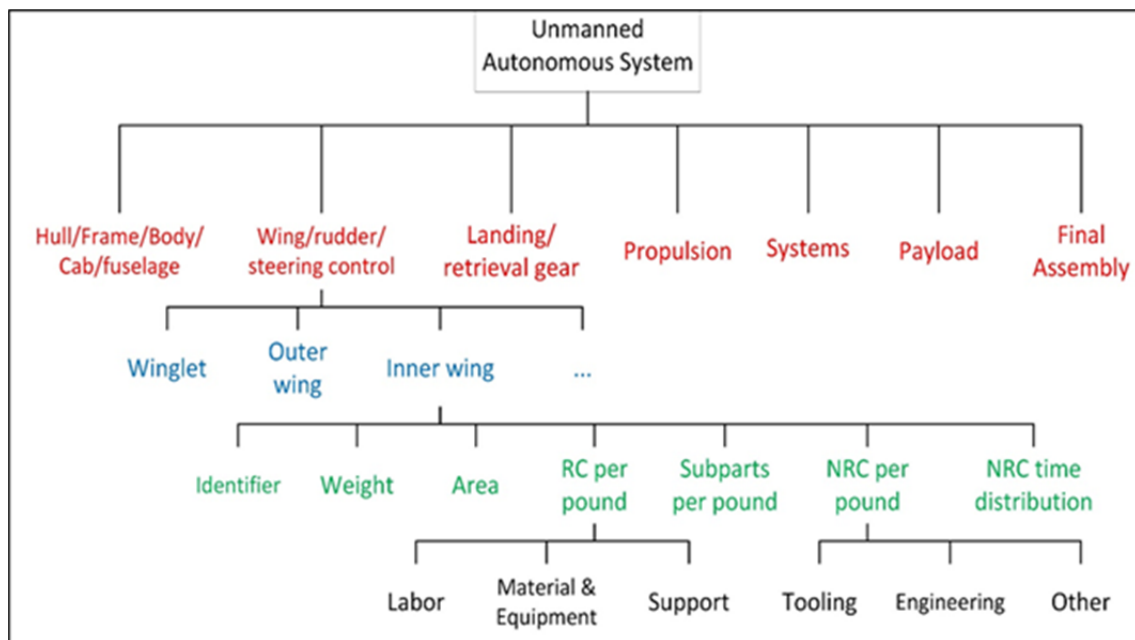 Unmanned
Autonomous System
Hull/Frame/Body/
Cab/fuselage
Wing/rudder/
steering control
Landing/
retrieval gear
Propulsion
Systems
Payload
Final
Assembly
Winglet
Outer
wing
Inner wing
...
Identifier
Weight
Area
RC per
pound
Subparts
per pound
NRC per
pound
NRC time
distribution
Labor
Material &
Equipment
Support
Tooling
Engineering
Other